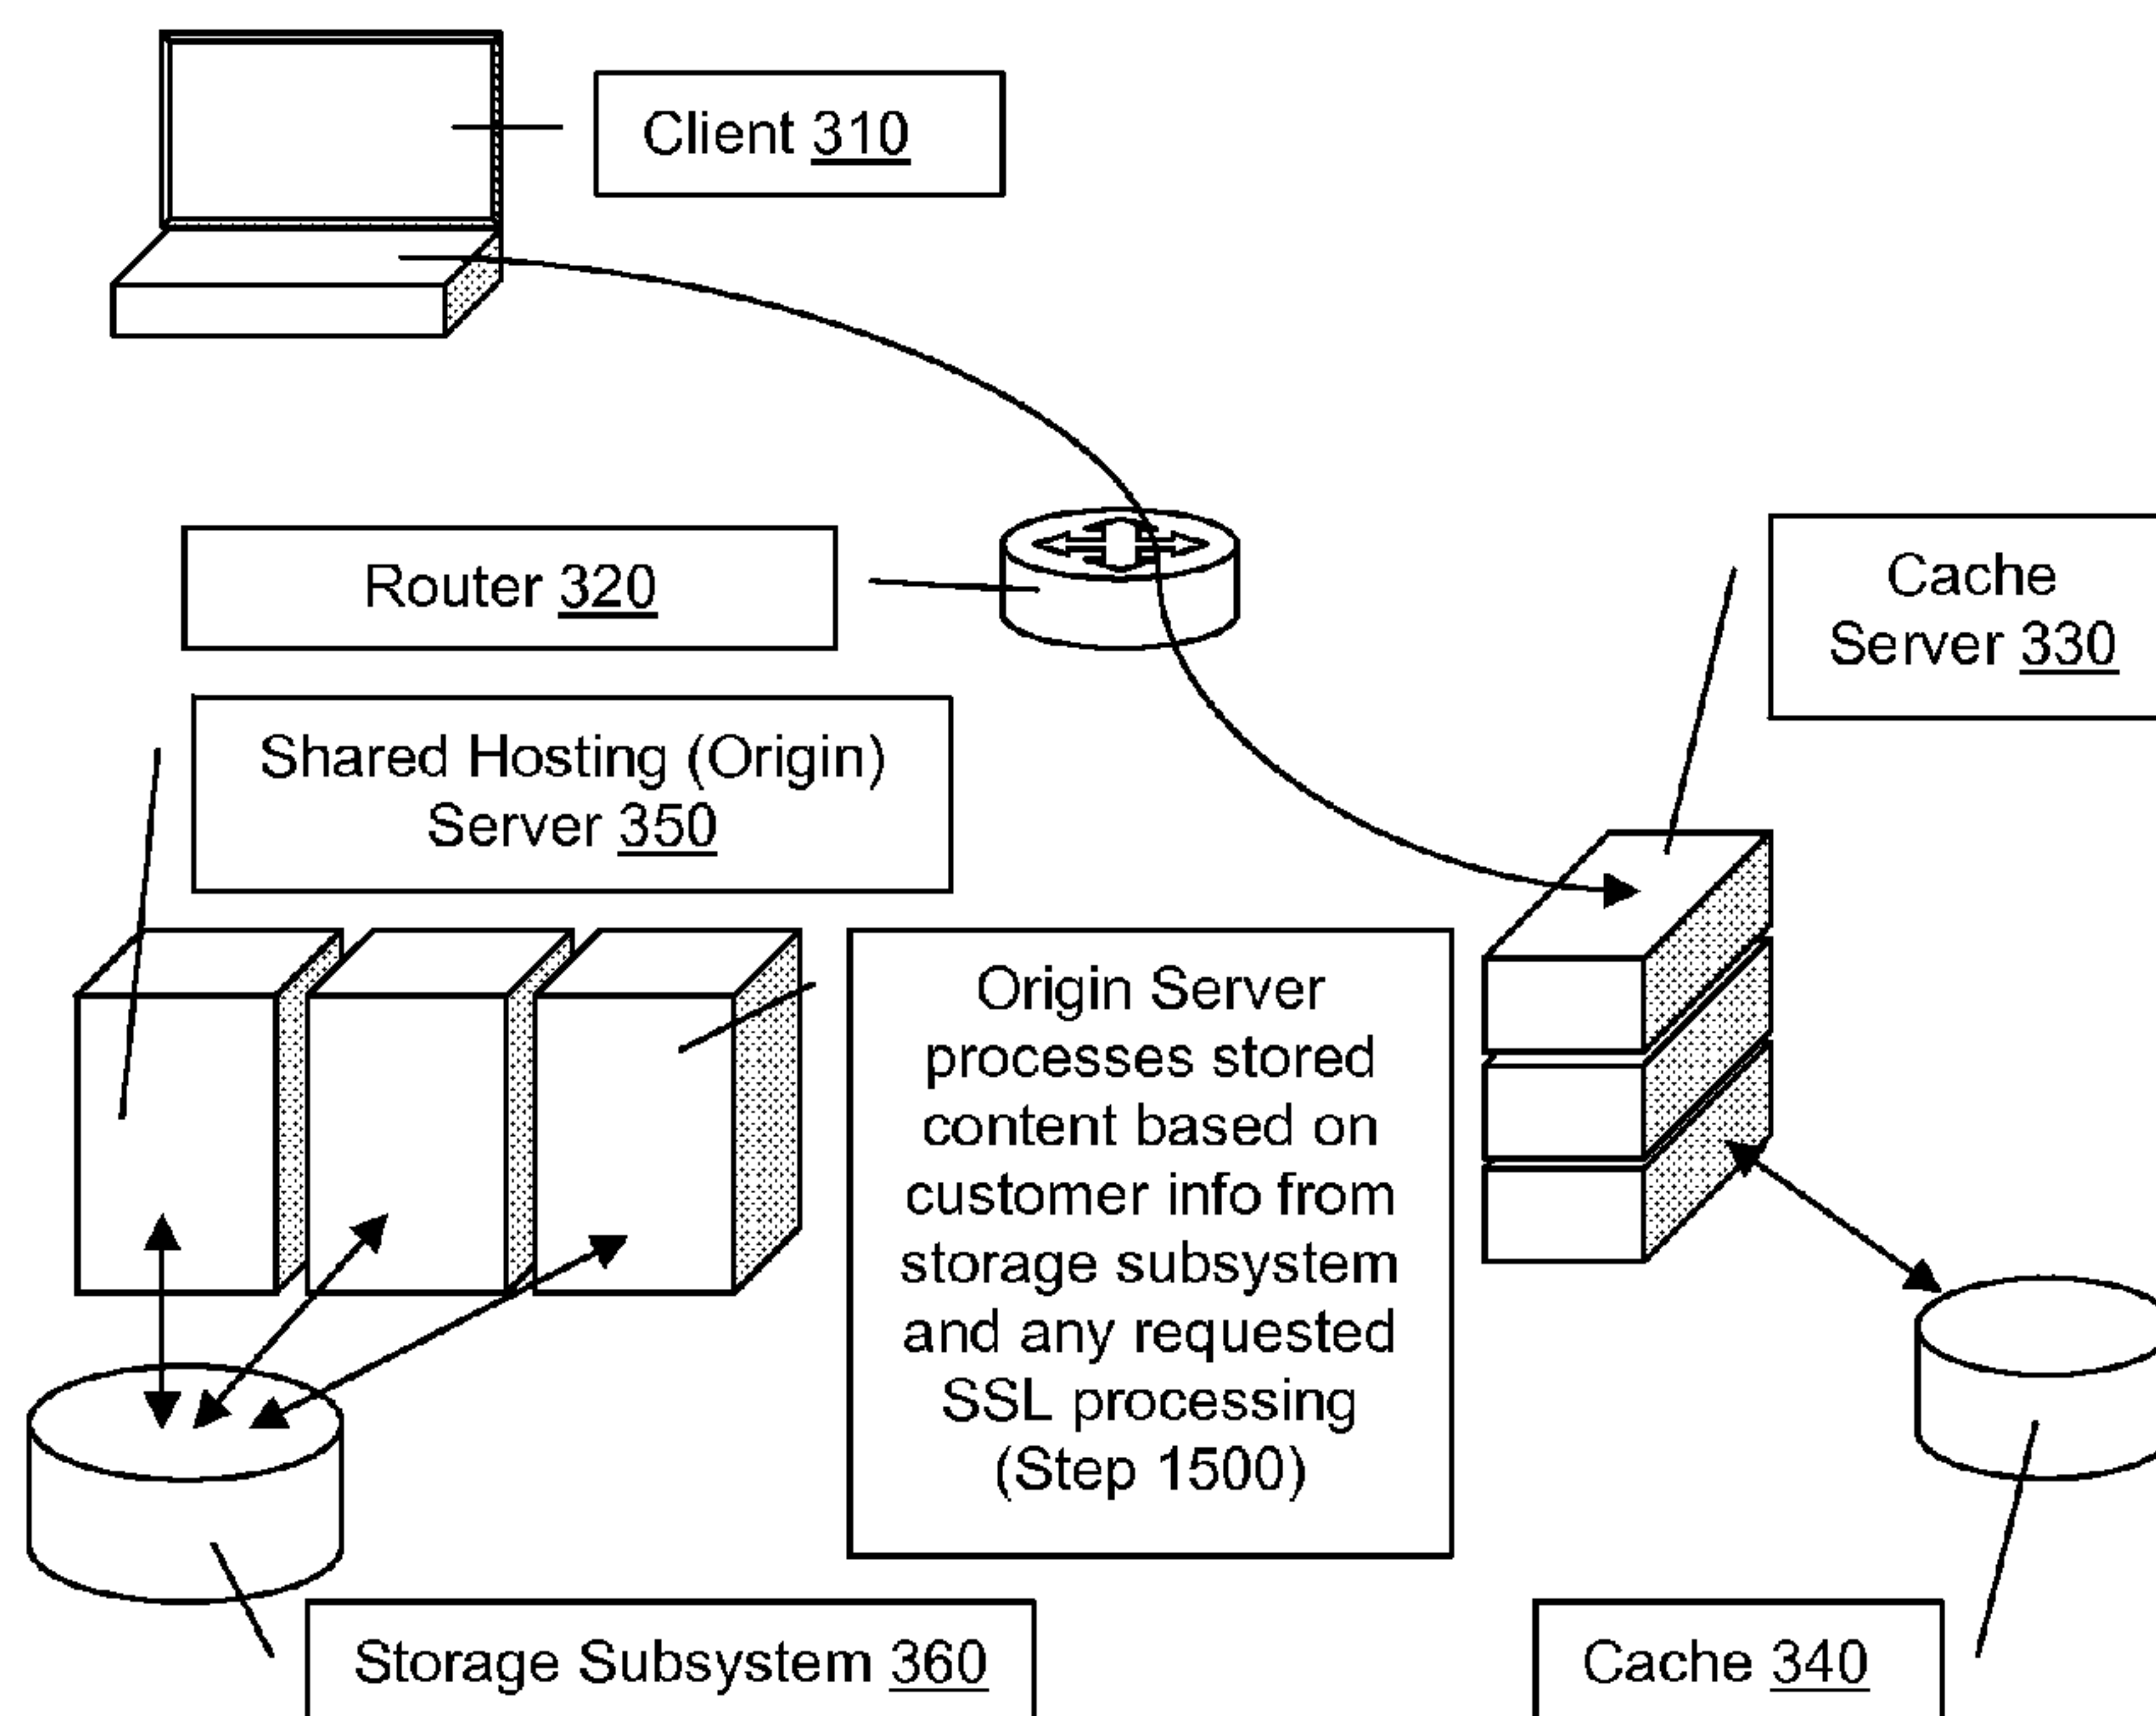 Client 310
Router 320
Cache
Server 330
Shared Hosting (Origin)
Server 350
Origin Server
processes stored
content based on
customer info from
storage subsystem
and any requested
SSL processing
(Step 1500)
Storage Subsystem 360
Cache 340